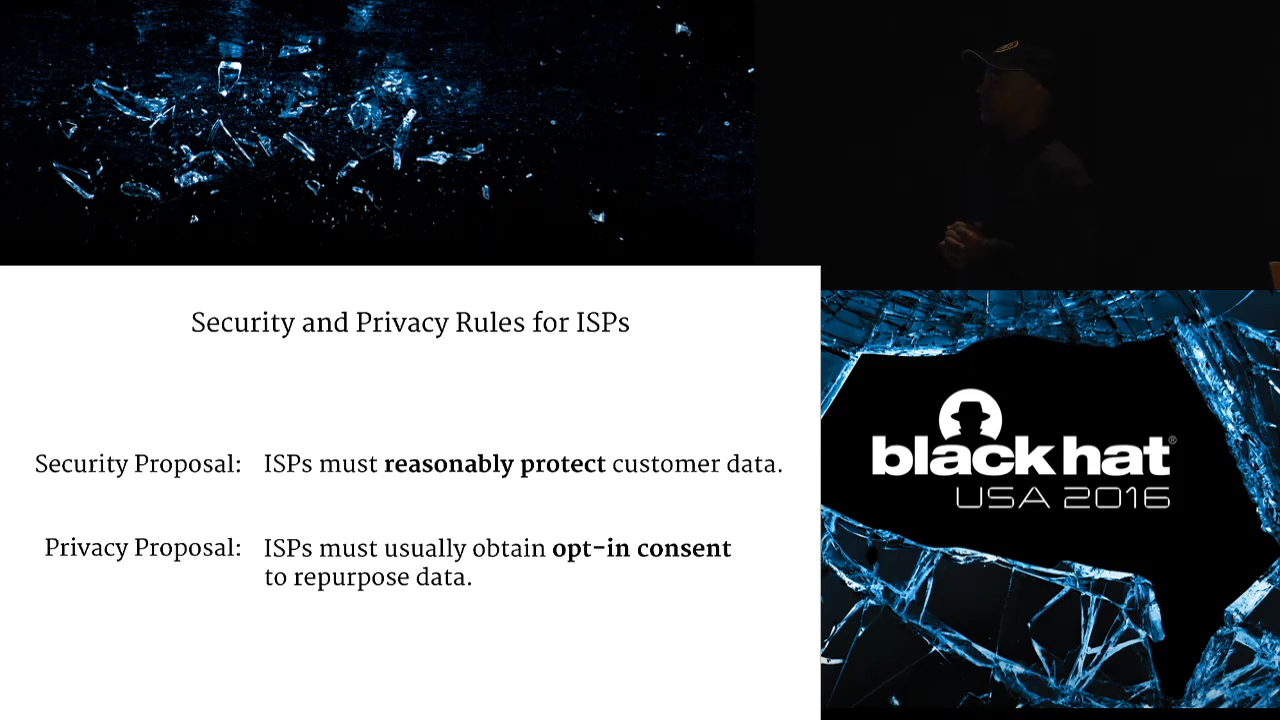 Security and Privacy Rules for ISPs
Security Proposal: ISPs must reasonably protect customer data.
Privacy Proposal: ISPs must usually obtain opt-in consent
to repurpose data.
black hat®
USA 2016